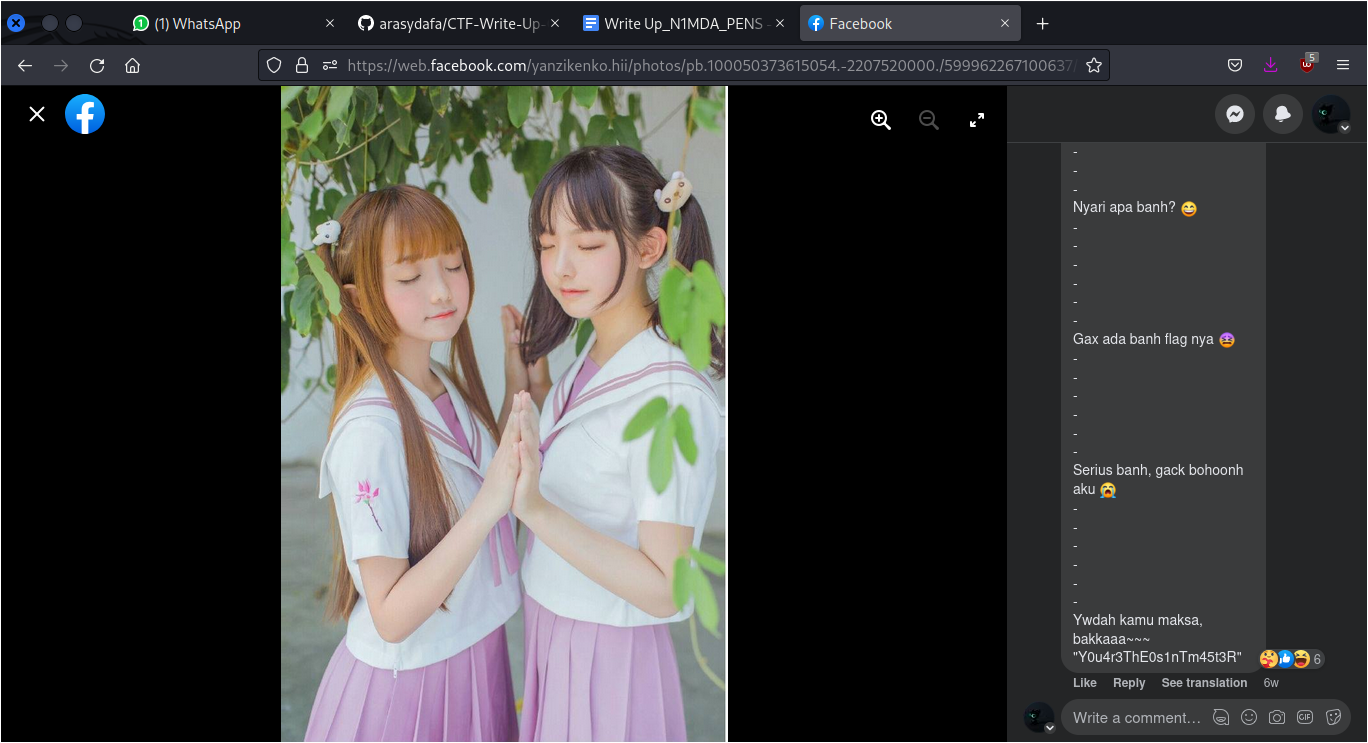 (1) WhatsApp
arasydafa/CTF-Write-Up-
Write Up_N1MDA_PENS -
Facebook
https://web.facebook.com/yanzikenko.hii/photos/pb.100050373615054.-2207520000./599962267100637/
5
-
-
-
Nyari apa banh? 😄
-
-
-
-
-
-
Gax ada banh flag nya 😫
-
-
-
-
-
-
Serius banh, gack bohoonh
aku 😭
-
-
-
-
-
-
Ywdah kamu maksa,
bakkaaa~~~
"Y0u4r3ThE0s1nTm45t3R"
6
Like Reply See translation 6w
Write a comment...
GIF